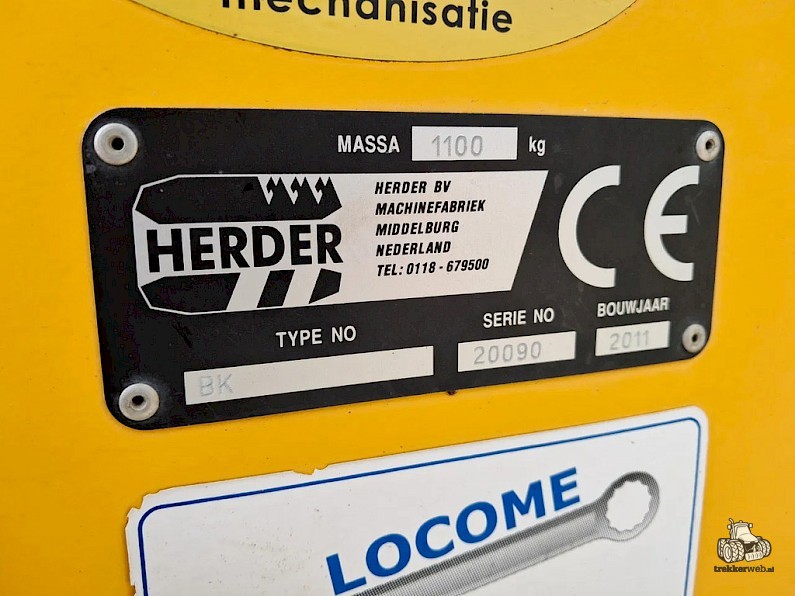 mechanisatie
MASSA 1100 kg
HERDER
HERDER BV
MACHINEFABRIEK
MIDDELBURG
NEDERLAND
TEL: 0118 - 679500
CE
TYPE NO SERIE NO BOUWJAAR
BK 20090 2011
LOCOME
trekkerweb.nl